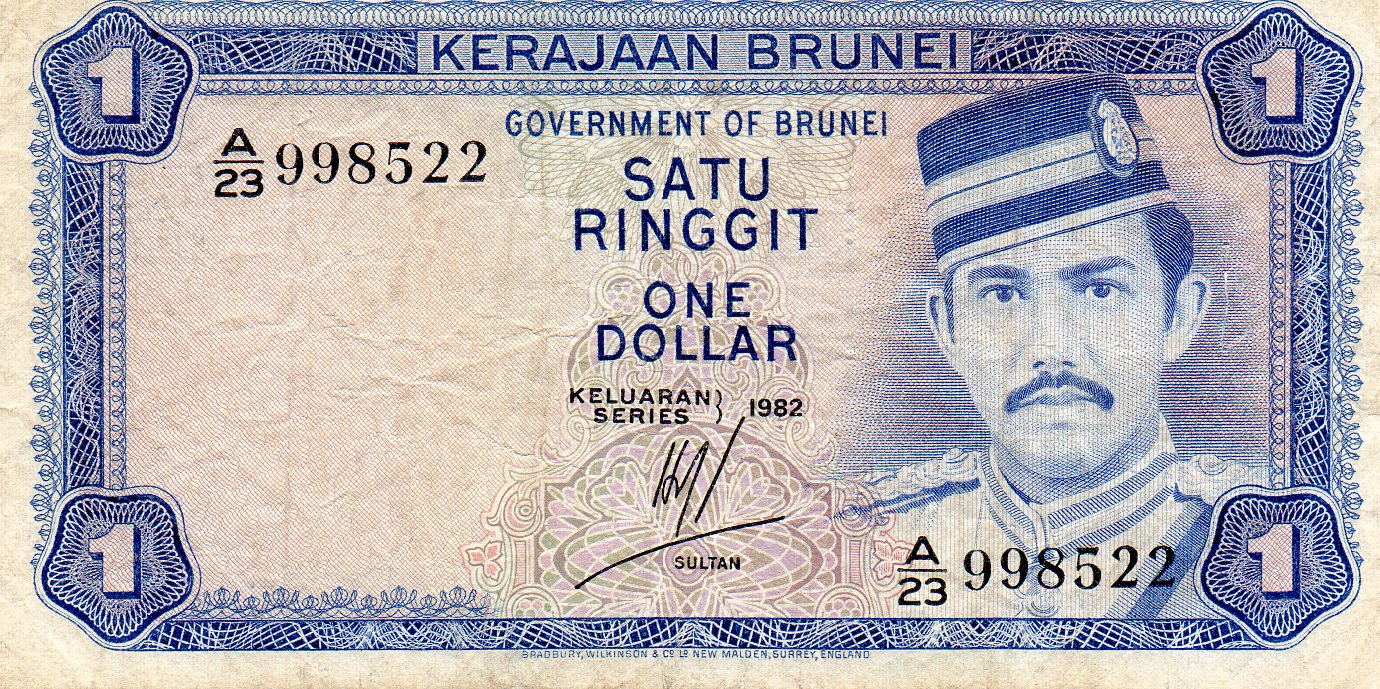 1
KERAJAAN BRUNEI
1
GOVERNMENT OF BRUNEI
A/23 998522
SATU
RINGGIT
ONE
DOLLAR
KELUARAN)
SERIES ) 1982
SULTAN
A/23 998522
1
1
BRADBURY, WILKINSON & Cº Lº NEW MALDEN, SURREY, ENGLAND